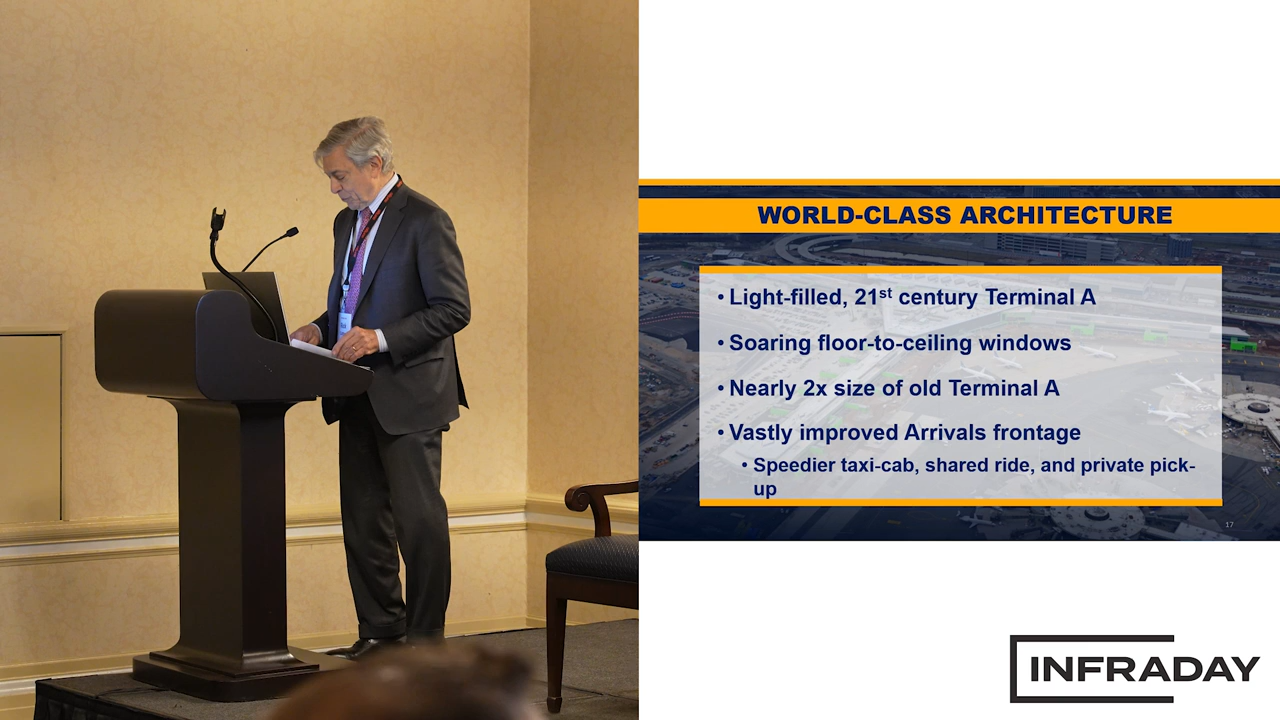 WORLD-CLASS ARCHITECTURE
• Light-filled, 21st century Terminal A
• Soaring floor-to-ceiling windows
• Nearly 2x size of old Terminal A
• Vastly improved Arrivals frontage
• Speedier taxi-cab, shared ride, and private pick-
up
17
INFRADAY